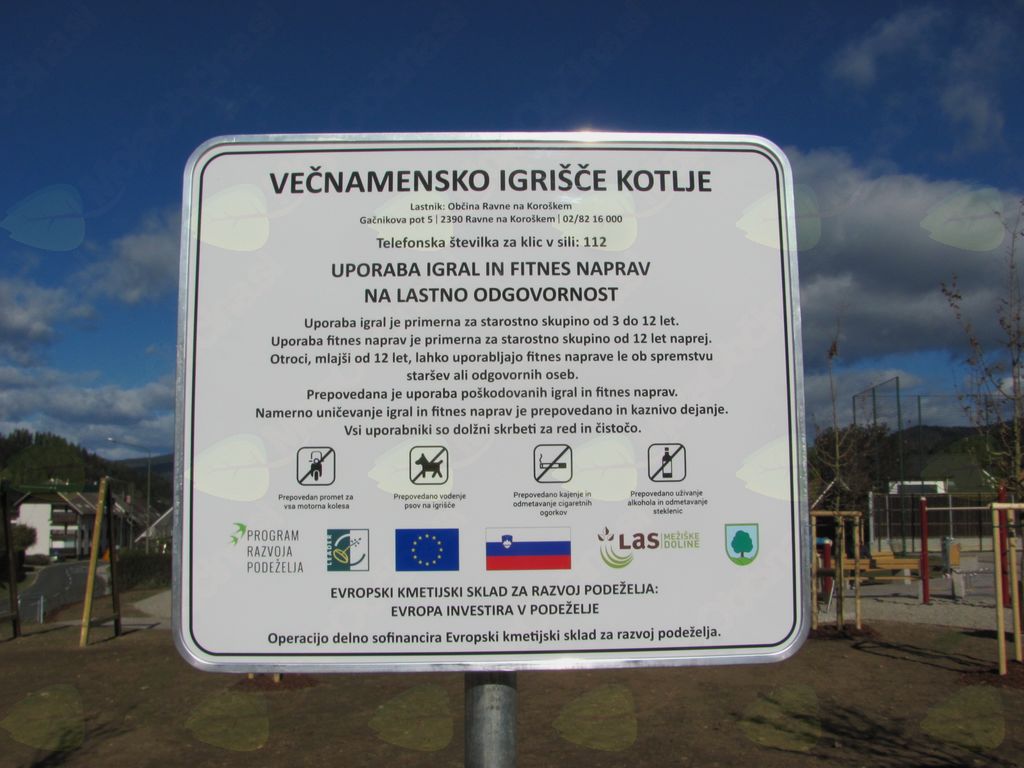 VEČNAMENSKO IGRIŠČE KOTLJE
Lastnik: Občina Ravne na Koroškem
Gačnikova pot 5 | 2390 Ravne na Koroškem | 02/82 16 000
Telefonska številka za klic v sili: 112
UPORABA IGRAL IN FITNES NAPRAV
NA LASTNO ODGOVORNOST
Uporaba igral je primerna za starostno skupino od 3 do 12 let.
Uporaba fitnes naprav je primerna za starostno skupino od 12 let naprej.
Otroci, mlajši od 12 let, lahko uporabljajo fitnes naprave le ob spremstvu
staršev ali odgovornih oseb.
Prepovedana je uporaba poškodovanih igral in fitnes naprav.
Namerno uničevanje igral in fitnes naprav je prepovedano in kaznivo dejanje.
Vsi uporabniki so dolžni skrbeti za red in čistočo.
Prepovedan promet za
vsa motorna kolesa
Prepovedano vodenje
psov na igrišče
Prepovedano kajenje in
odmetavanje cigaretnih
ogorkov
Prepovedano uživanje
alkohola in odmetavanje
steklenic
PROGRAM
RAZVOJA
PODEŽELJA
LEADER
Las MEŽIŠKE
DOLINE
EVROPSKI KMETIJSKI SKLAD ZA RAZVOJ PODEŽELJA:
EVROPA INVESTIRA V PODEŽELJE
Operacijo delno sofinancira Evropski kmetijski sklad za razvoj podeželja.